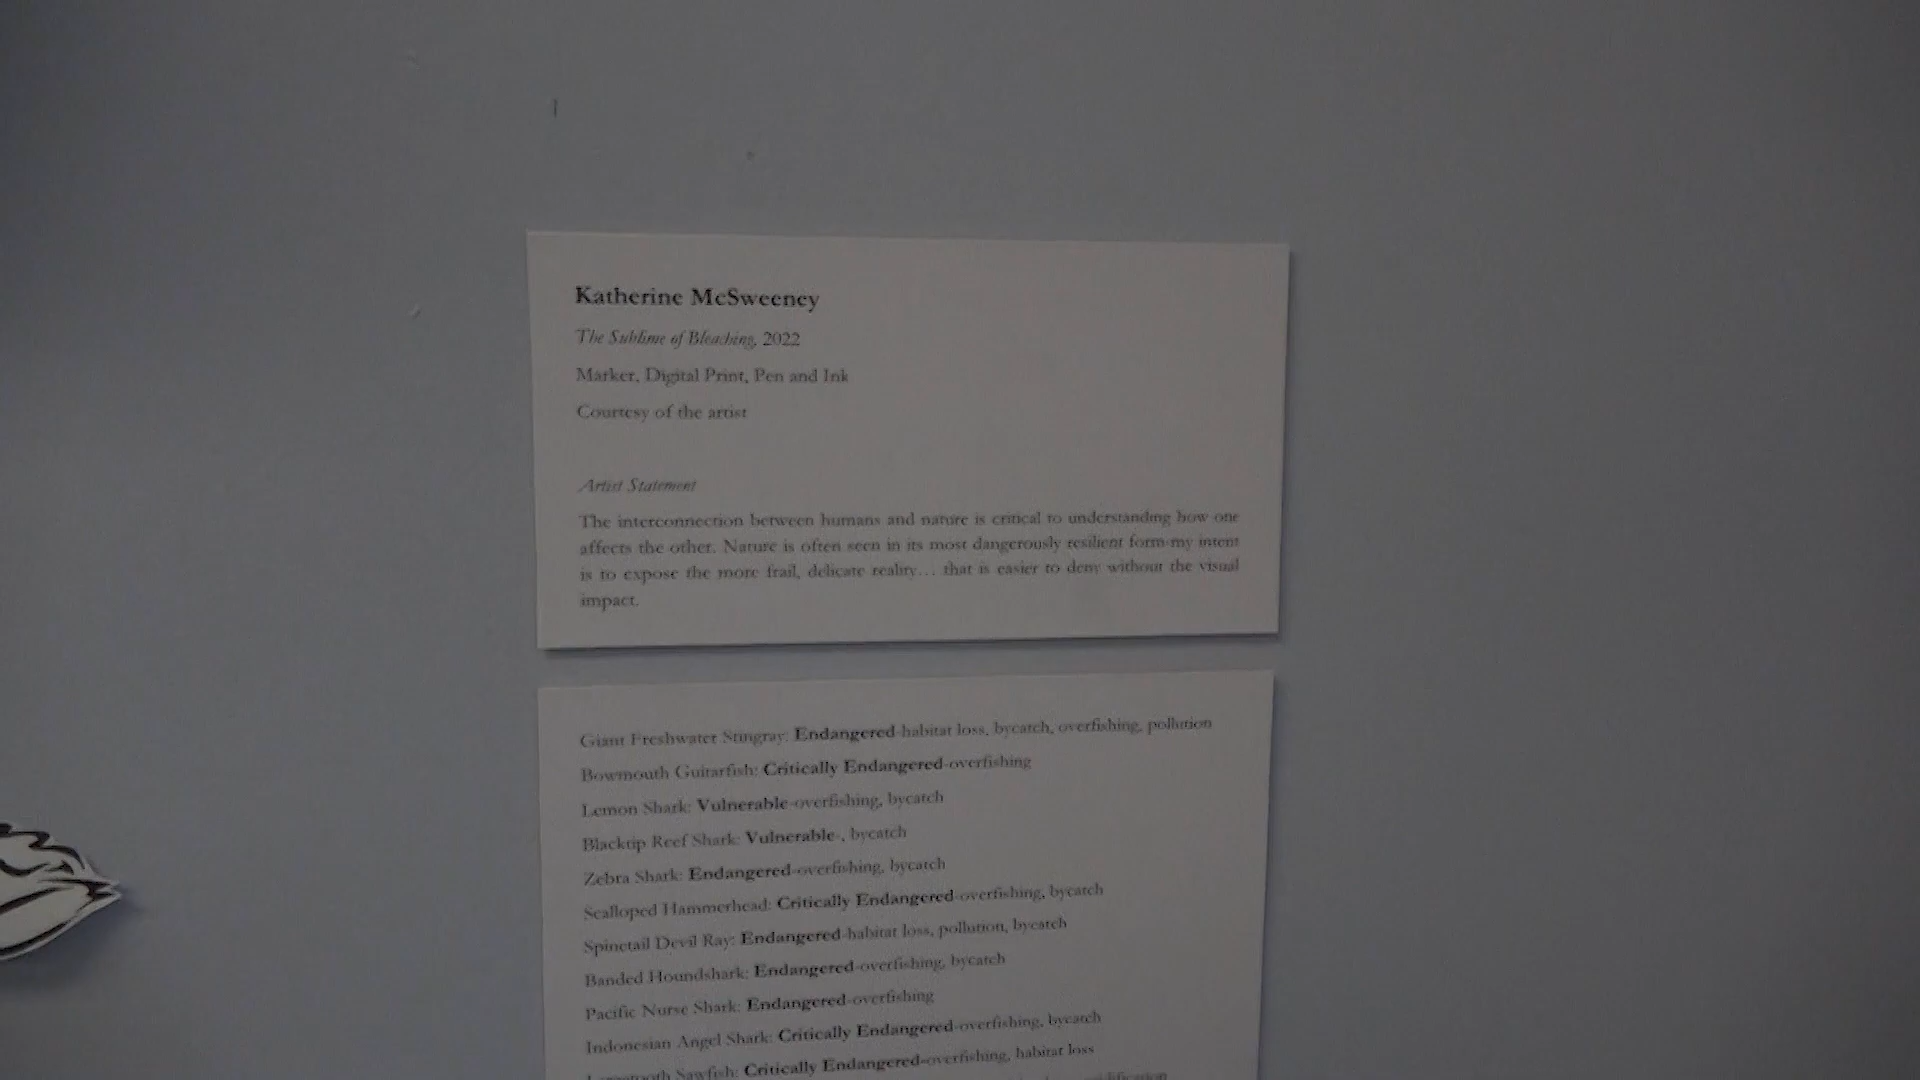 Katherine McSweeney
The Sublime of Bleaching, 2022
Marker, Digital Print, Pen and Ink
Courtesy of the artist
Artist Statement
The interconnection between humans and nature is critical to understanding how one
affects the other. Nature is often seen in its most dangerously resilient form-my intent
is to expose the more frail, delicate reality… that is easier to deny without the visual
impact.
Giant Freshwater Stingray: Endangered-habitat loss, bycatch, overfishing, pollution
Bowmouth Guitarfish: Critically Endangered-overfishing
Lemon Shark: Vulnerable-overfishing, bycatch
Blacktip Reef Shark: Vulnerable-, bycatch
Zebra Shark: Endangered-overfishing, bycatch
Scalloped Hammerhead: Critically Endangered-overfishing, bycatch
Spinetail Devil Ray: Endangered-habitat loss, pollution, bycatch
Banded Houndshark: Endangered-overfishing, bycatch
Pacific Nurse Shark: Endangered-overfishing
Indonesian Angel Shark: Critically Endangered-overfishing, bycatch
Sawfish: Critically Endangered-overfishing, habitat loss